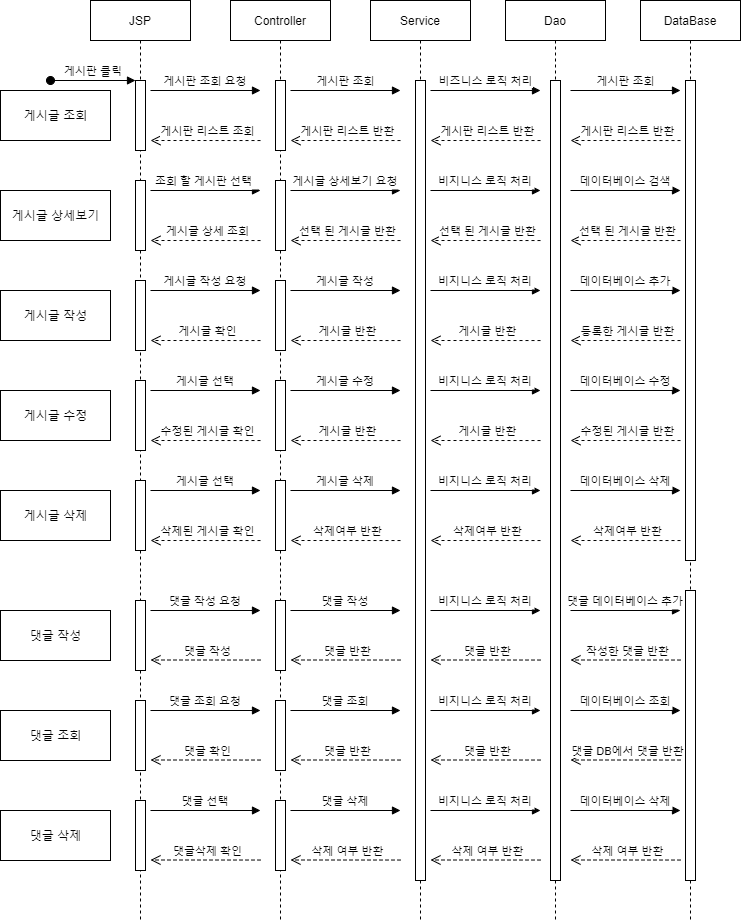 JSP
Controller
Service
Dao
DataBase
게시판 클릭
게시판 조회 요청
게시판 조회
비즈니스 로직 처리
게시판 조회
게시글 조회
게시판 리스트 조회
게시판 리스트 반환
게시판 리스트 반환
게시판 리스트 반환
조회 할 게시판 선택
게시글 상세보기 요청
비지니스 로직 처리
데이터베이스 검색
게시글 상세보기
게시글 상세 조회
선택 된 게시글 반환
선택 된 게시글 반환
선택 된 게시글 반환
게시글 작성 요청
게시글 작성
비지니스 로직 처리
데이터베이스 추가
게시글 작성
게시글 확인
게시글 반환
게시글 반환
등록한 게시글 반환
게시글 선택
게시글 수정
비지니스 로직 처리
데이터베이스 수정
게시글 수정
수정된 게시글 확인
게시글 반환
게시글 반환
수정된 게시글 반환
게시글 선택
게시글 삭제
비지니스 로직 처리
데이터베이스 삭제
게시글 삭제
삭제된 게시글 확인
삭제여부 반환
삭제여부 반환
삭제여부 반환
댓글 작성 요청
댓글 작성
비지니스 로직 처리
댓글 데이터베이스 추가
댓글 작성
댓글 작성
댓글 반환
댓글 반환
작성한 댓글 반환
댓글 조회 요청
댓글 조회
비지니스 로직 처리
데이터베이스 조회
댓글 조회
댓글 확인
댓글 반환
댓글 반환
댓글 DB에서 댓글 반환
댓글 선택
댓글 삭제
비지니스 로직 처리
데이터베이스 삭제
댓글 삭제
댓글삭제 확인
삭제 여부 반환
삭제 여부 반환
삭제 여부 반환